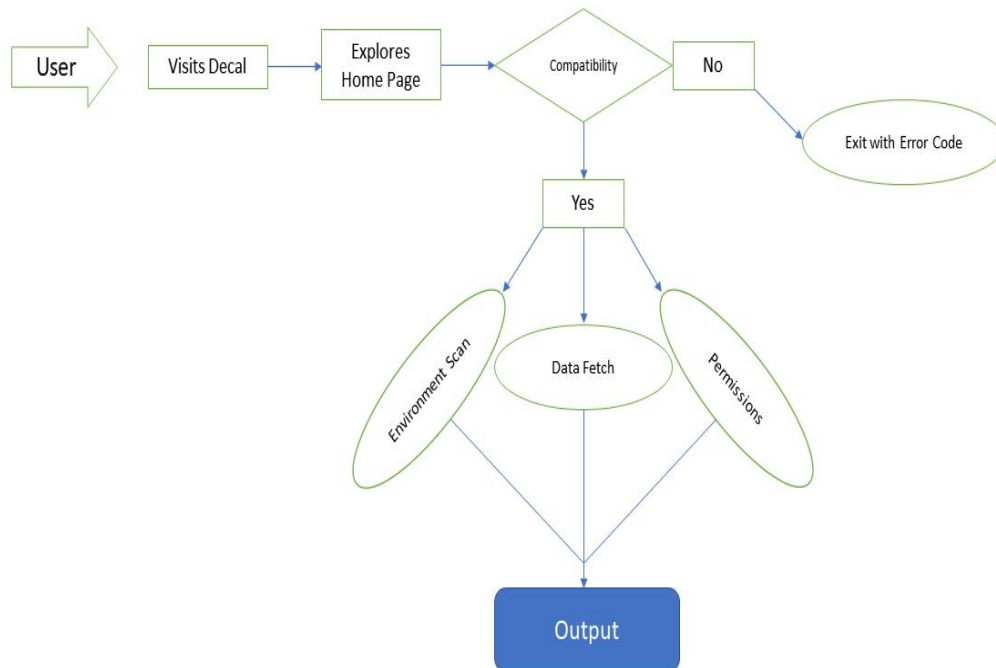 User
Visits Decal
Explores
Home Page
Compatibility
No
Exit with Error Code
Yes
Environment Scan
Data Fetch
Permissions
Output